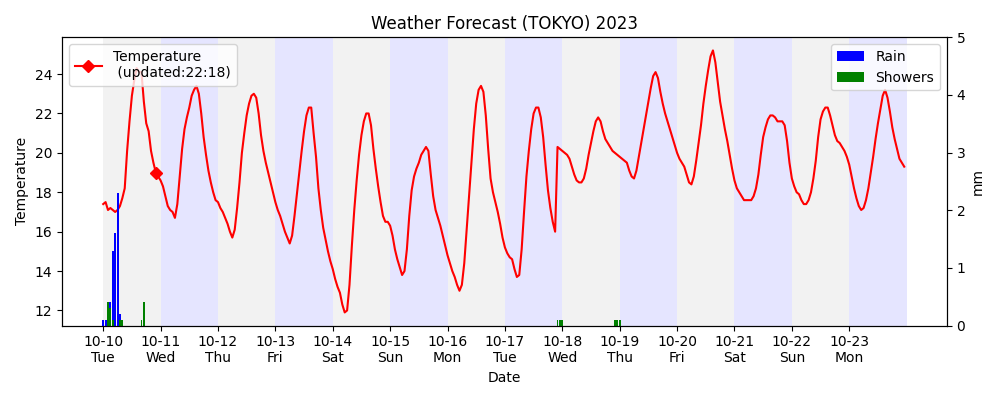 Weather Forecast (TOKYO) 2023
Temperature
(updated:22:18)
Rain
Showers
Temperature
24
22
20
18
16
14
12
5
4
3
2
1
0
mm
10-10 10-11 10-12 10-13 10-14 10-15 10-16 10-17 10-18 10-19 10-20 10-21 10-22 10-23
Tue Wed Thu Fri Sat Sun Mon Tue Wed Thu Fri Sat Sun Mon
Date